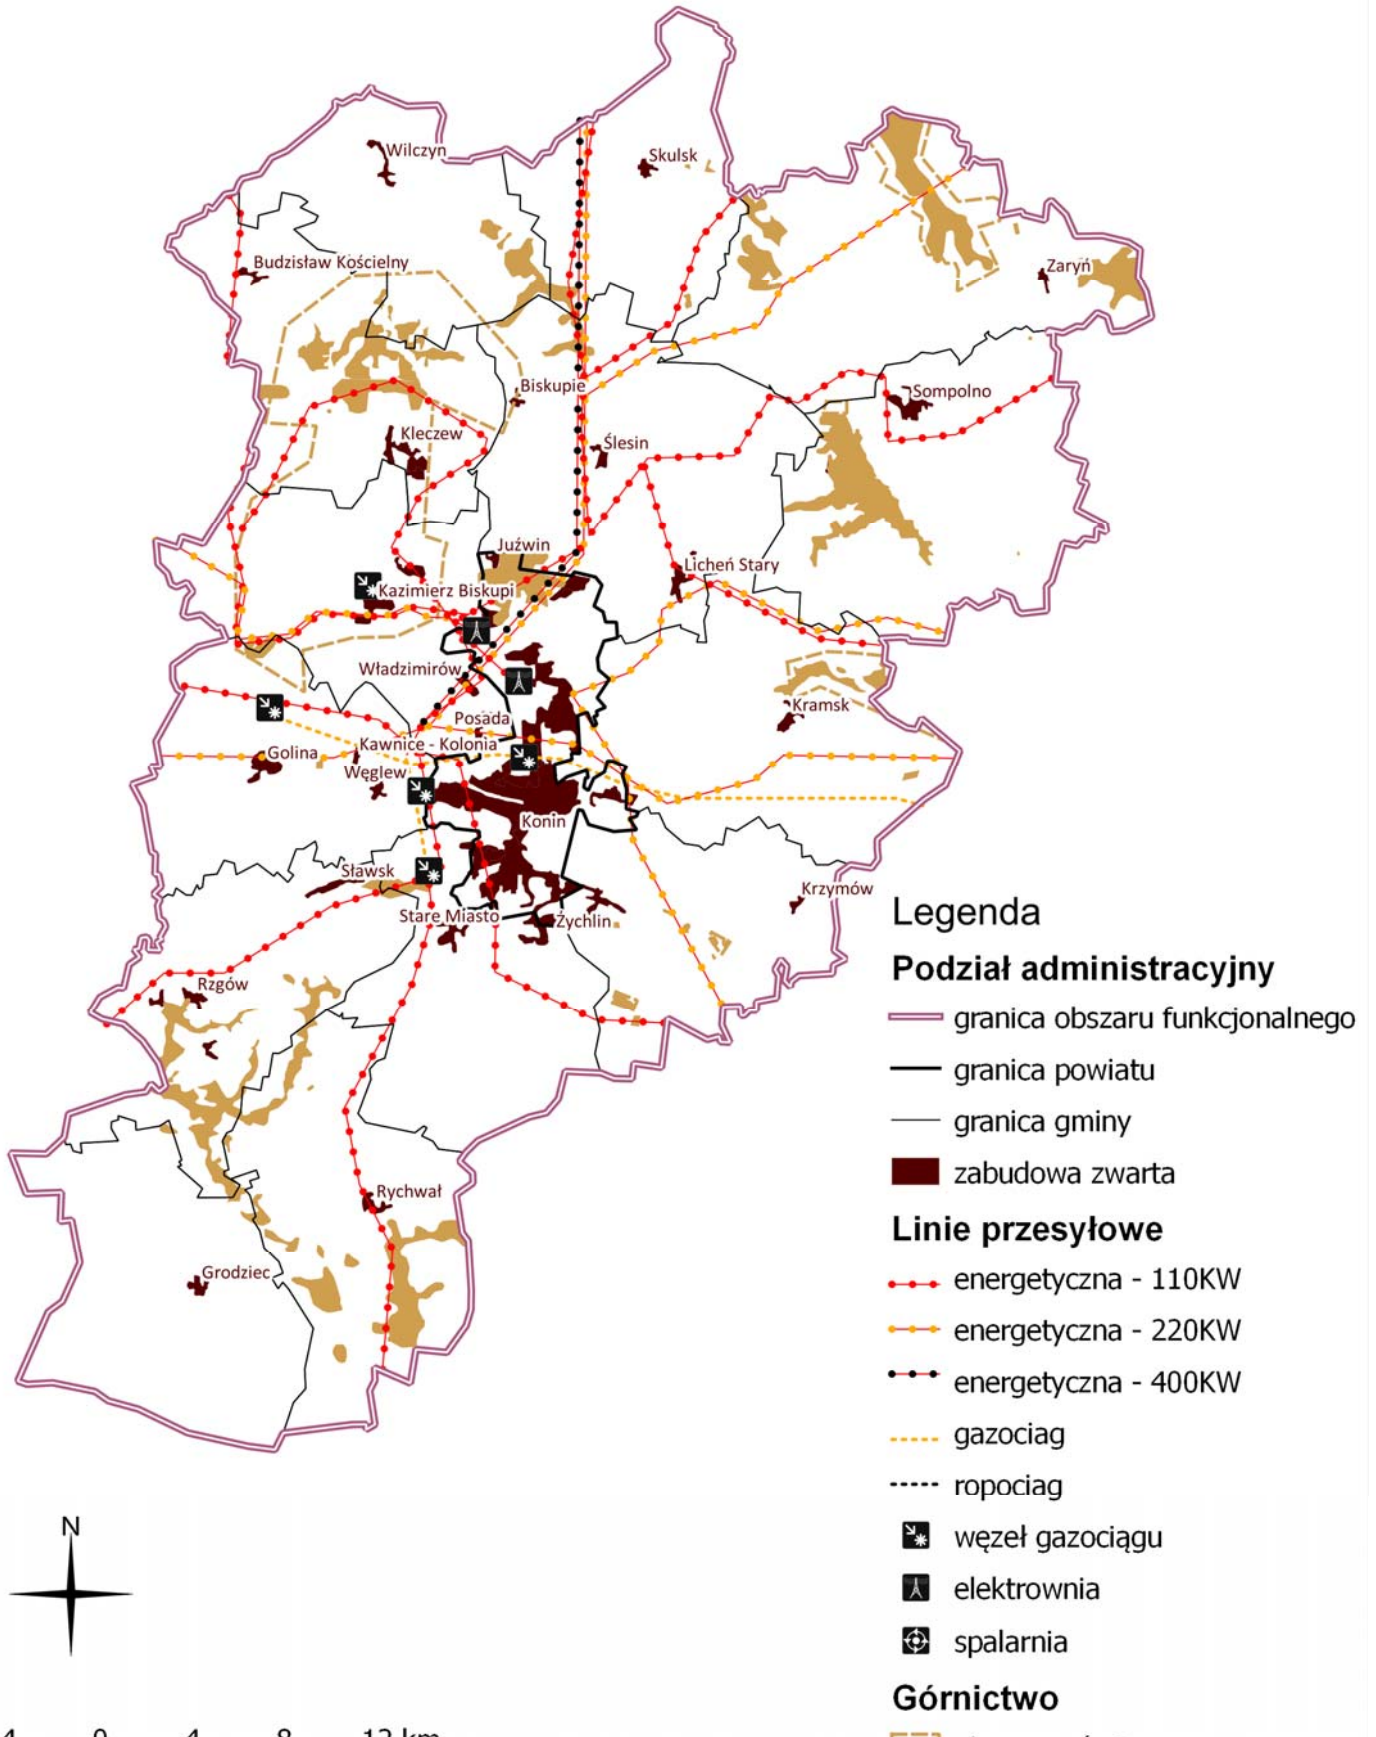 Wilczyn
Skulsk
Budzisław Kościelny
Zaryń
Biskupie
Sompolno
Kleczew
Ślesin
Juźwin
Licheń Stary
Kazimierz Biskupi
Władzimirów
Kramsk
Posada
Kawnice - Kolonia
Golina
Węglew
Konin
Sławsk
Krzymów
Stare Miasto
Żychlin
Rzgów
Rychwał
Grodziec
Legenda
Podział administracyjny
granica obszaru funkcjonalnego
granica powiatu
granica gminy
zabudowa zwarta
Linie przesyłowe
energetyczna - 110KW
energetyczna - 220KW
energetyczna - 400KW
gazociag
ropociag
węzeł gazociągu
elektrownia
spalarnia
Górnictwo
N
4 0 4 8 12 km